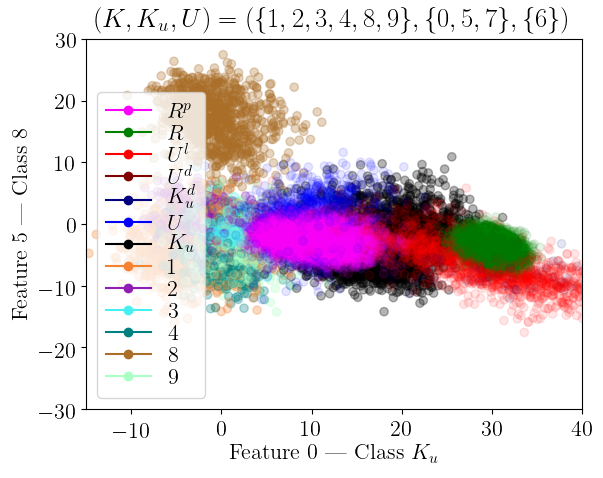 (K, K_u, U) = ({1, 2, 3, 4, 8, 9}, {0, 5, 7}, {6})
Feature 5 — Class 8
30
20
10
0
−10
−20
−30
R^p
R
U^l
U^d
K_u^d
U
K_u
1
2
3
4
8
9
−10 0 10 20 30 40
Feature 0 — Class K_u